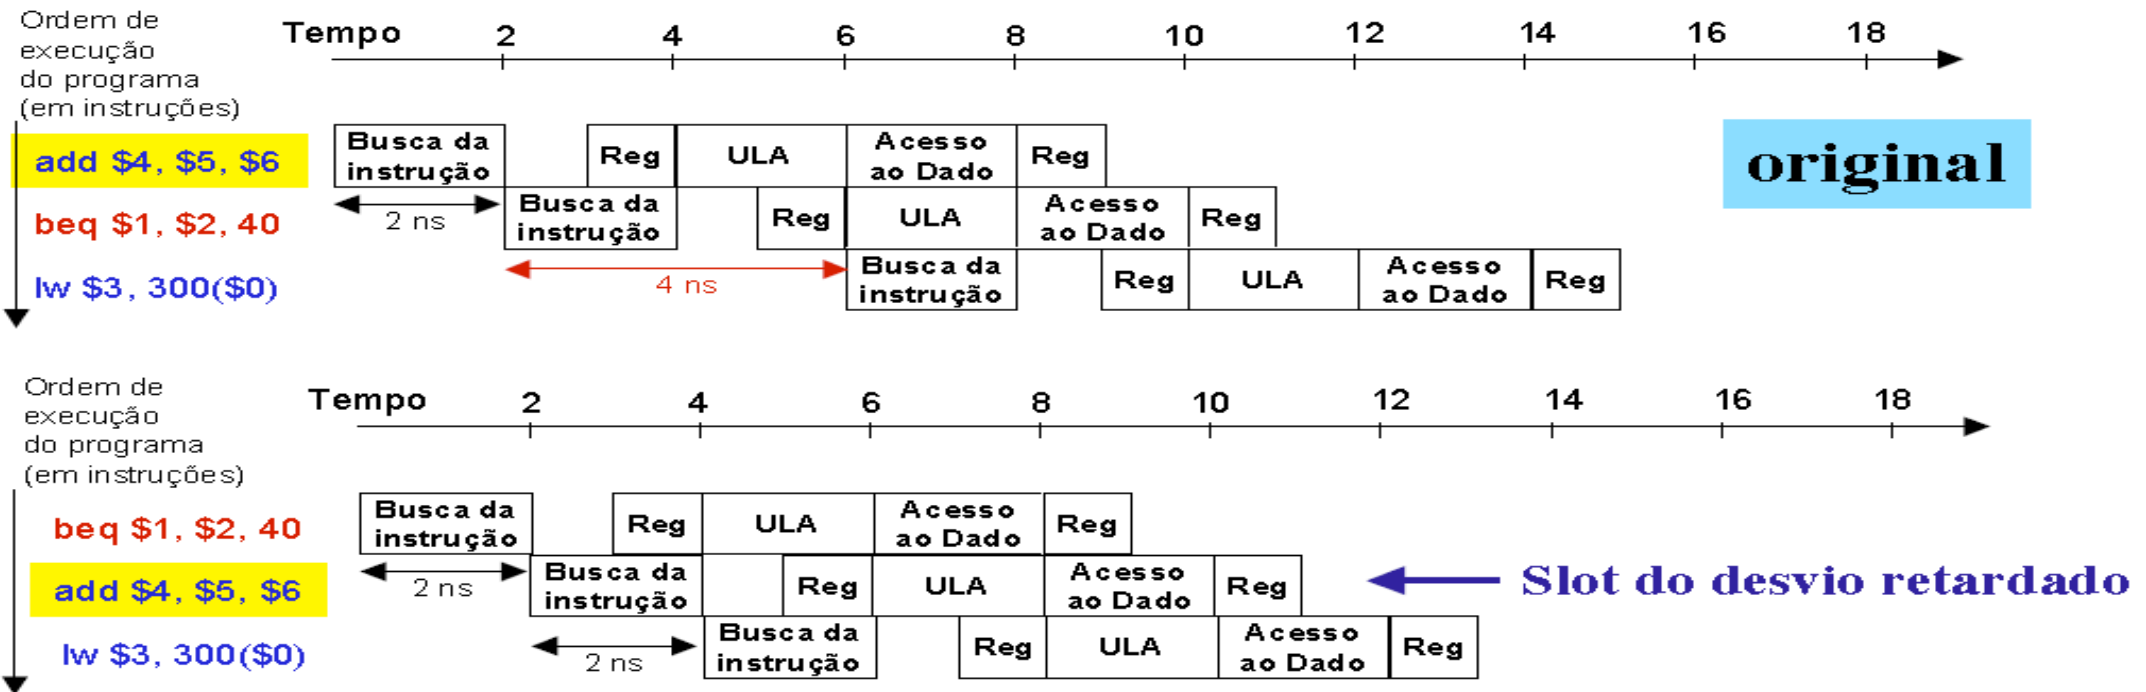 Ordem de
execução
do programa
(em instruções)
Tempo 2 4 6 8 10 12 14 16 18
original
add $4, $5, $6
Busca da
instrução
Reg
ULA
Acesso
ao Dado
Reg
2 ns
beq $1, $2, 40
Busca da
instrução
Reg
ULA
Acesso
ao Dado
Reg
4 ns
lw $3, 300($0)
Busca da
instrução
Reg
ULA
Acesso
ao Dado
Reg
Ordem de
execução
do programa
(em instruções)
Tempo 2 4 6 8 10 12 14 16 18
beq $1, $2, 40
Busca da
instrução
Reg
ULA
Acesso
ao Dado
Reg
2 ns
add $4, $5, $6
Busca da
instrução
Reg
ULA
Acesso
ao Dado
Reg
Slot do desvio retardado
2 ns
lw $3, 300($0)
Busca da
instrução
Reg
ULA
Acesso
ao Dado
Reg